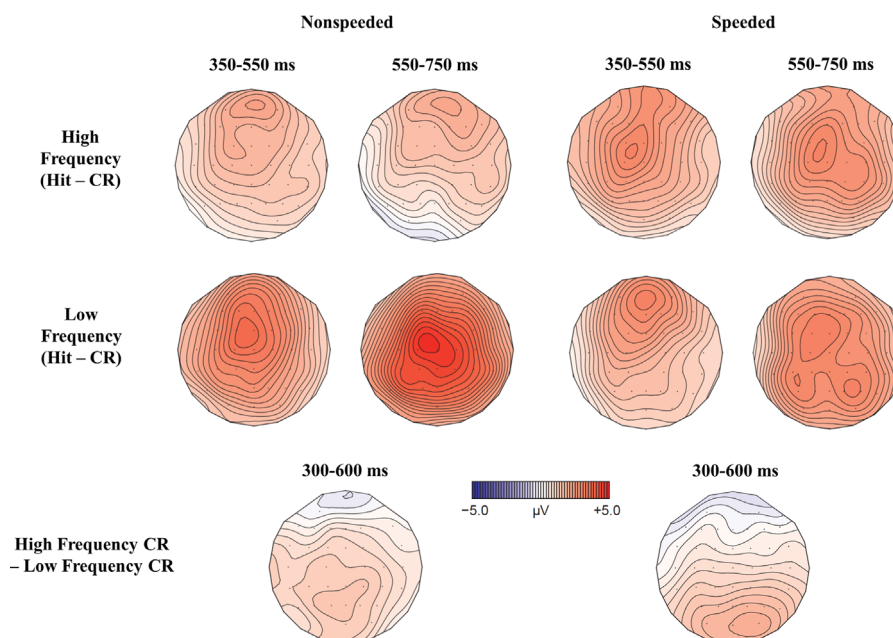 Nonspeeded Speeded
350-550 ms 550-750 ms 350-550 ms 550-750 ms
High
Frequency
(Hit – CR)
Low
Frequency
(Hit – CR)
300-600 ms 300-600 ms
−5.0 µV +5.0
High Frequency CR
– Low Frequency CR